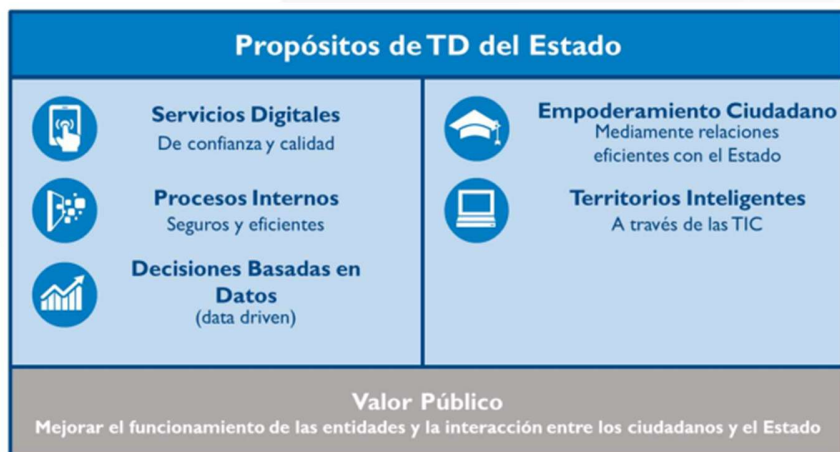 Propósitos de TD del Estado
Servicios Digitales
De confianza y calidad
Procesos Internos
Seguros y eficientes
Decisiones Basadas en
Datos
(data driven)
Empoderamiento Ciudadano
Mediamente relaciones
eficientes con el Estado
Territorios Inteligentes
A través de las TIC
Valor Público
Mejorar el funcionamiento de las entidades y la interacción entre los ciudadanos y el Estado